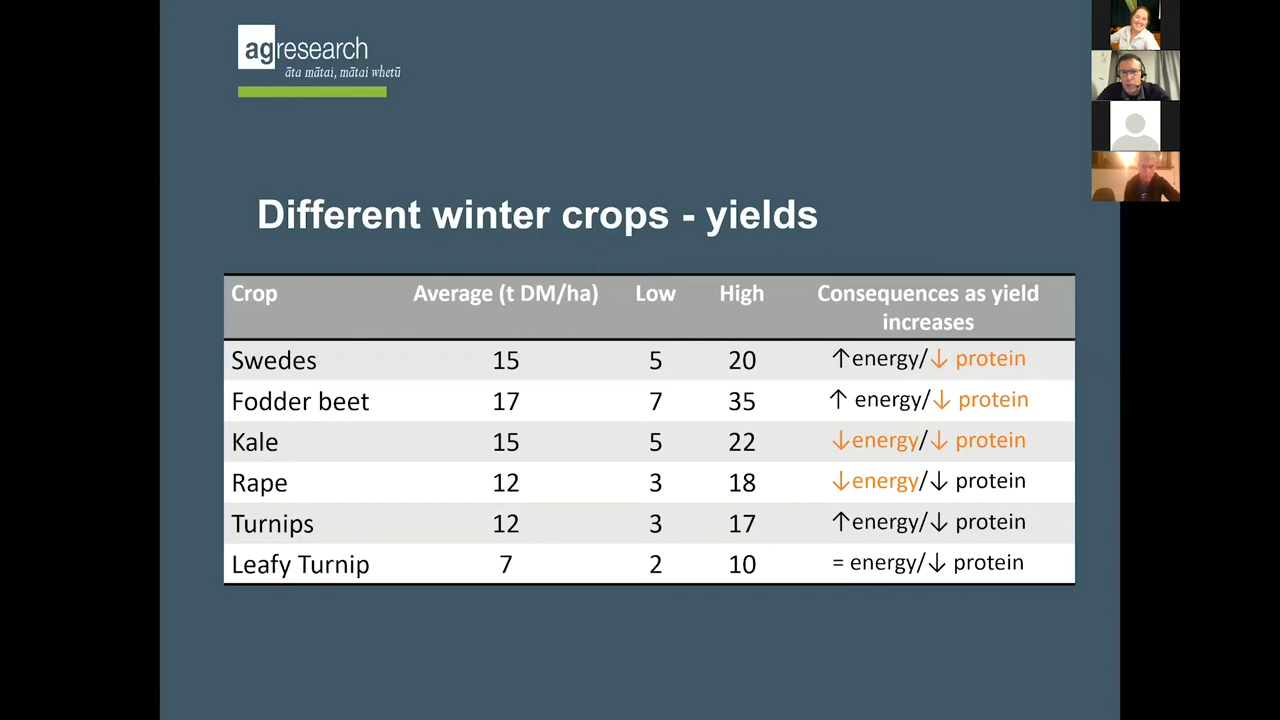 agresearch
āta mātai, mātai whetū
Different winter crops - yields
Crop Average (t DM/ha) Low High Consequences as yield
increases
Swedes 15 5 20 ↑energy/↓ protein
Fodder beet 17 7 35 ↑ energy/↓ protein
Kale 15 5 22 ↓energy/↓ protein
Rape 12 3 18 ↓energy/↓ protein
Turnips 12 3 17 ↑energy/↓ protein
Leafy Turnip 7 2 10 = energy/↓ protein